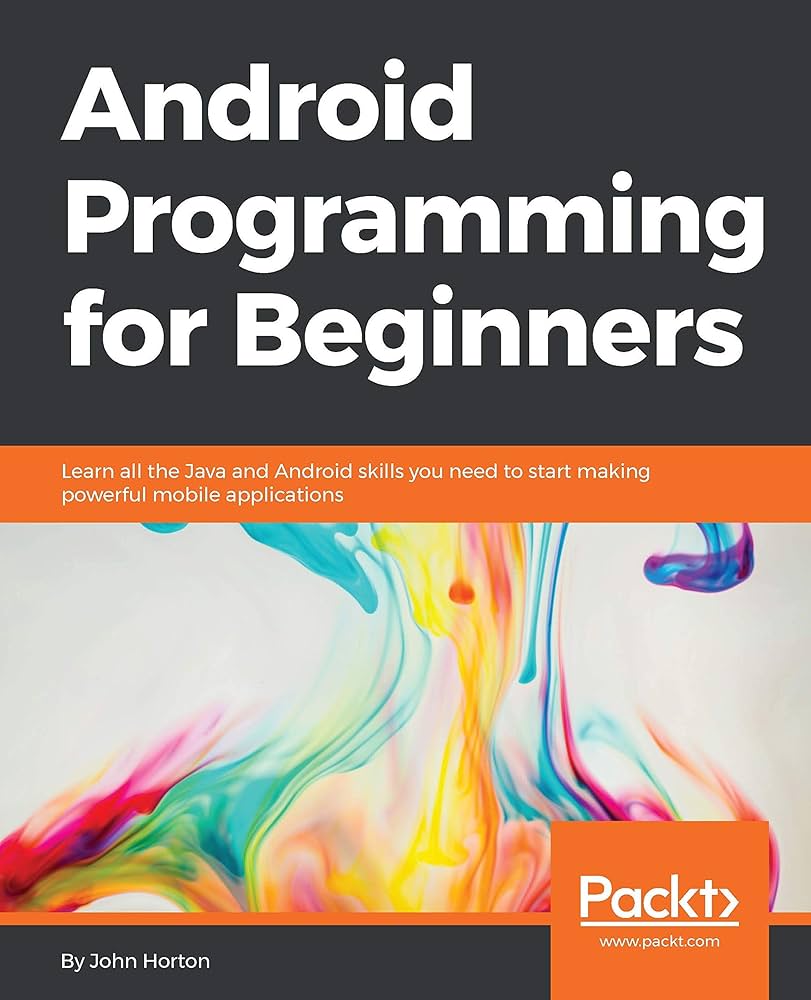 Android
Programming
for Beginners
Learn all the Java and Android skills you need to start making
powerful mobile applications
Packt>
www.packt.com
By John Horton